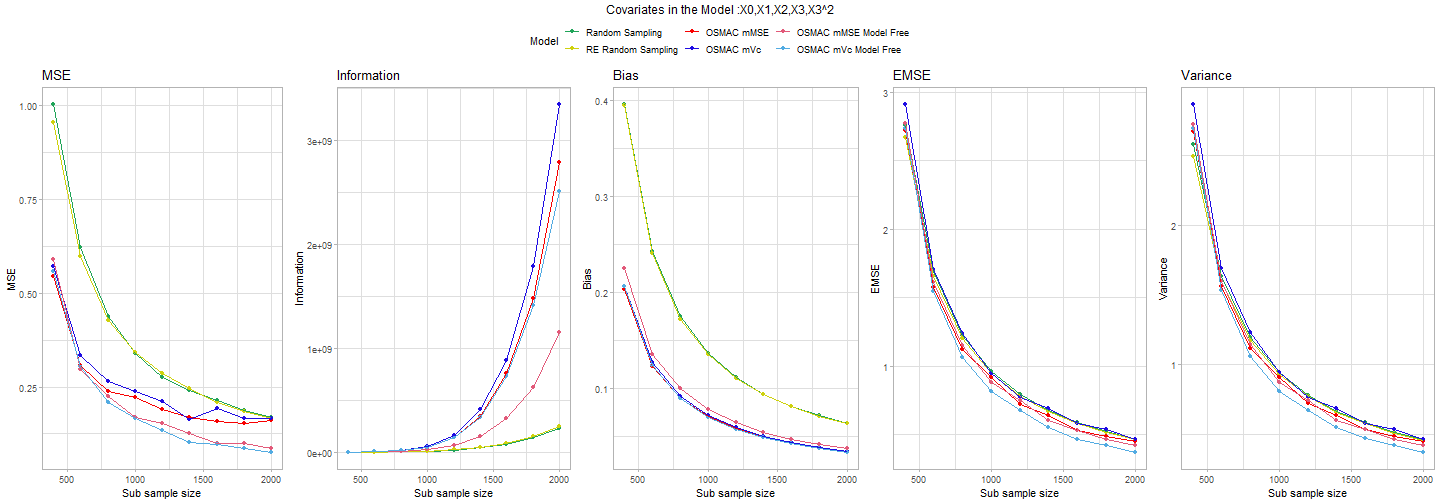 Covariates in the Model :X0,X1,X2,X3,X3^2
Model
Random Sampling
OSMAC mMSE
OSMAC mMSE Model Free
RE Random Sampling
OSMAC mVc
OSMAC mVc Model Free
MSE
Information
Bias
EMSE
Variance
MSE
1.00
0.75
0.50
0.25
500
1000
1500
2000
Sub sample size
Information
3e+09
2e+09
1e+09
0e+00
500
1000
1500
2000
Sub sample size
Bias
0.4
0.3
0.2
0.1
500
1000
1500
2000
Sub sample size
EMSE
3
2
1
500
1000
1500
2000
Sub sample size
Variance
2
1
500
1000
1500
2000
Sub sample size